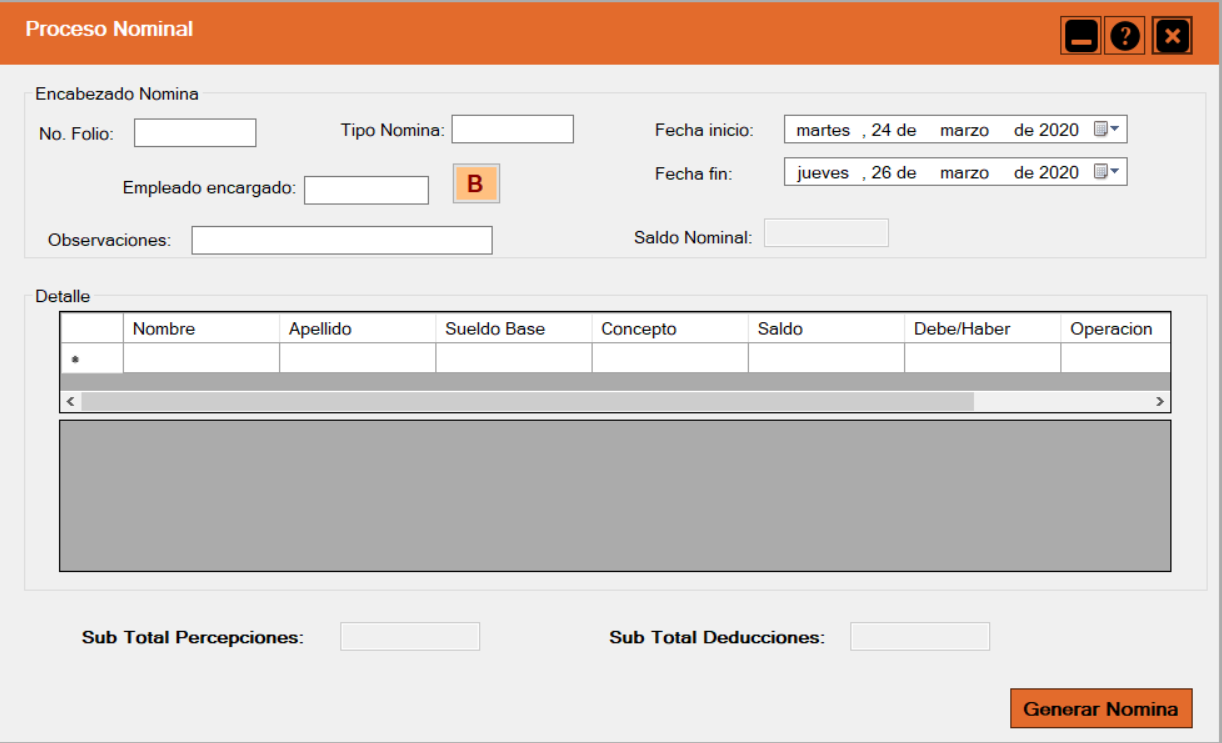 Proceso Nominal
Encabezado Nomina
No. Folio:
Tipo Nomina:
Fecha inicio: martes , 24 de marzo de 2020
Empleado encargado: B
Fecha fin: jueves , 26 de marzo de 2020
Observaciones:
Saldo Nominal:
Detalle
Nombre Apellido Sueldo Base Concepto Saldo Debe/Haber Operacion
Sub Total Percepciones:
Sub Total Deducciones:
Generar Nomina